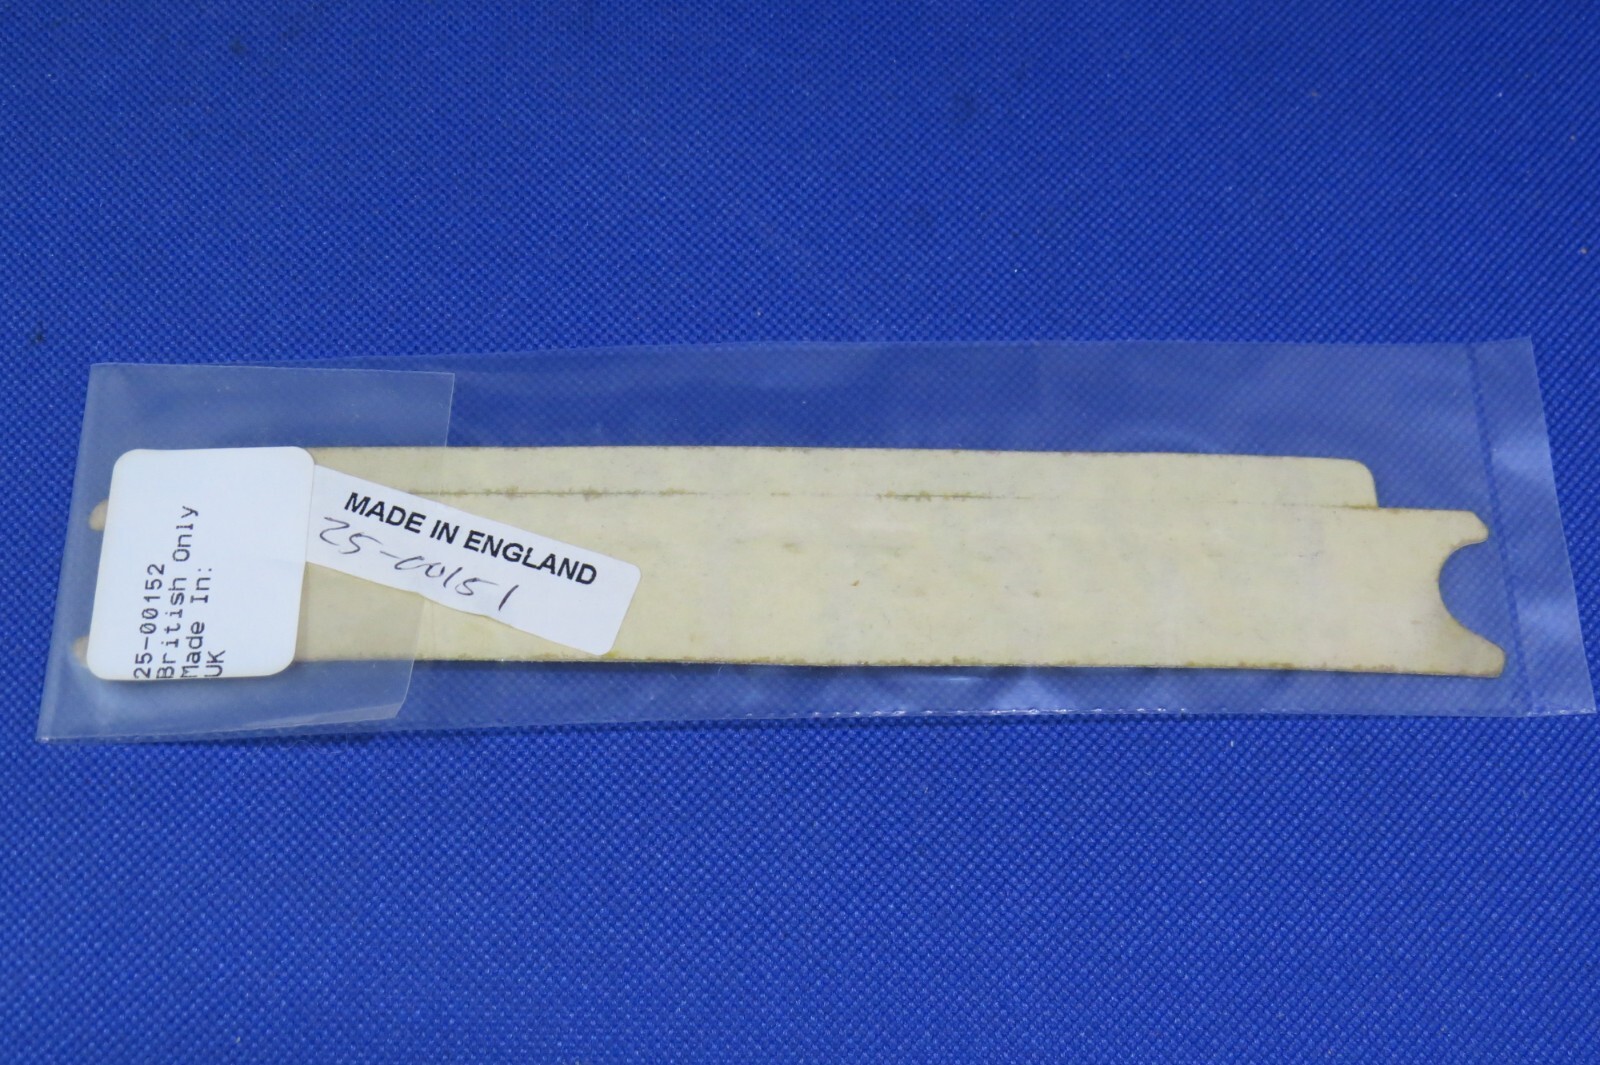 25-00152
British Only
Made In:
UK
MADE IN ENGLAND
25-00151